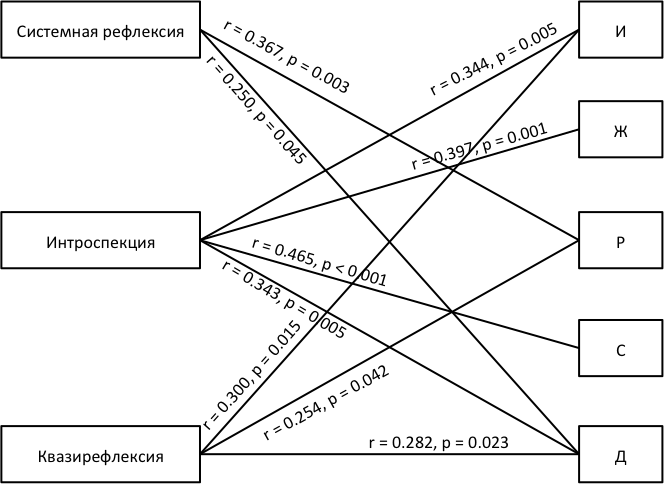 Системная рефлексия
И
r = 0.367, p = 0.003
r = 0.344, p = 0.005
r = 0.250, p = 0.045
Ж
r = 0.397, p = 0.001
Интроспекция
Р
r = 0.465, p < 0.001
r = 0.343, p = 0.005
С
r = 0.300, p = 0.015
r = 0.254, p = 0.042
Квазирефлексия
r = 0.282, p = 0.023
Д